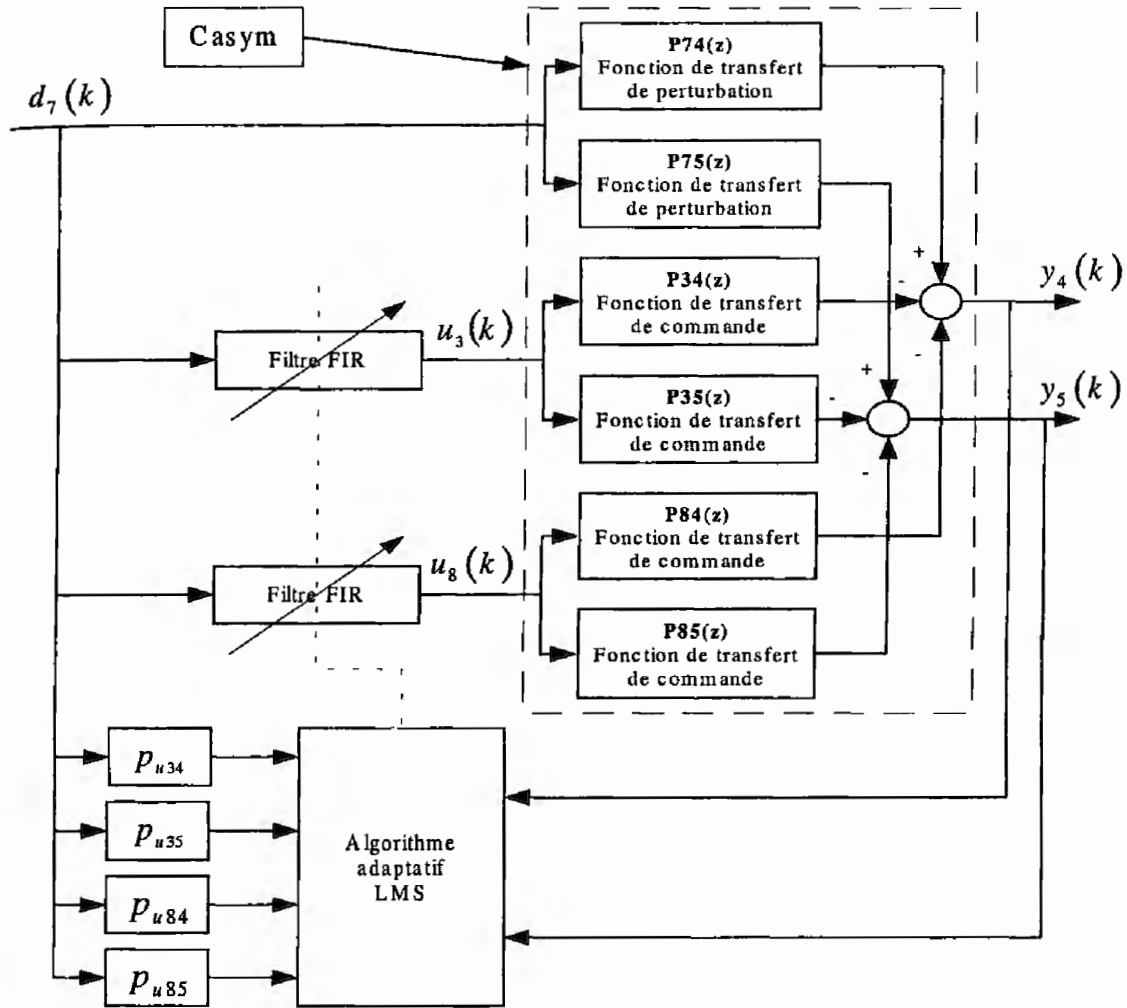 Casym
d₇(k)
P74(z)
Fonction de transfert
de perturbation
P75(z)
Fonction de transfert
de perturbation
+
-
y₄(k)
P34(z)
Fonction de transfert
de commande
u₃(k)
Filtre FIR
-
+
-
y₅(k)
P35(z)
Fonction de transfert
de commande
-
P84(z)
Fonction de transfert
de commande
u₈(k)
Filtre FIR
P85(z)
Fonction de transfert
de commande
pᵤ₃₄
pᵤ₃₅
pᵤ₈₄
pᵤ₈₅
Algorithme
adaptatif
LMS